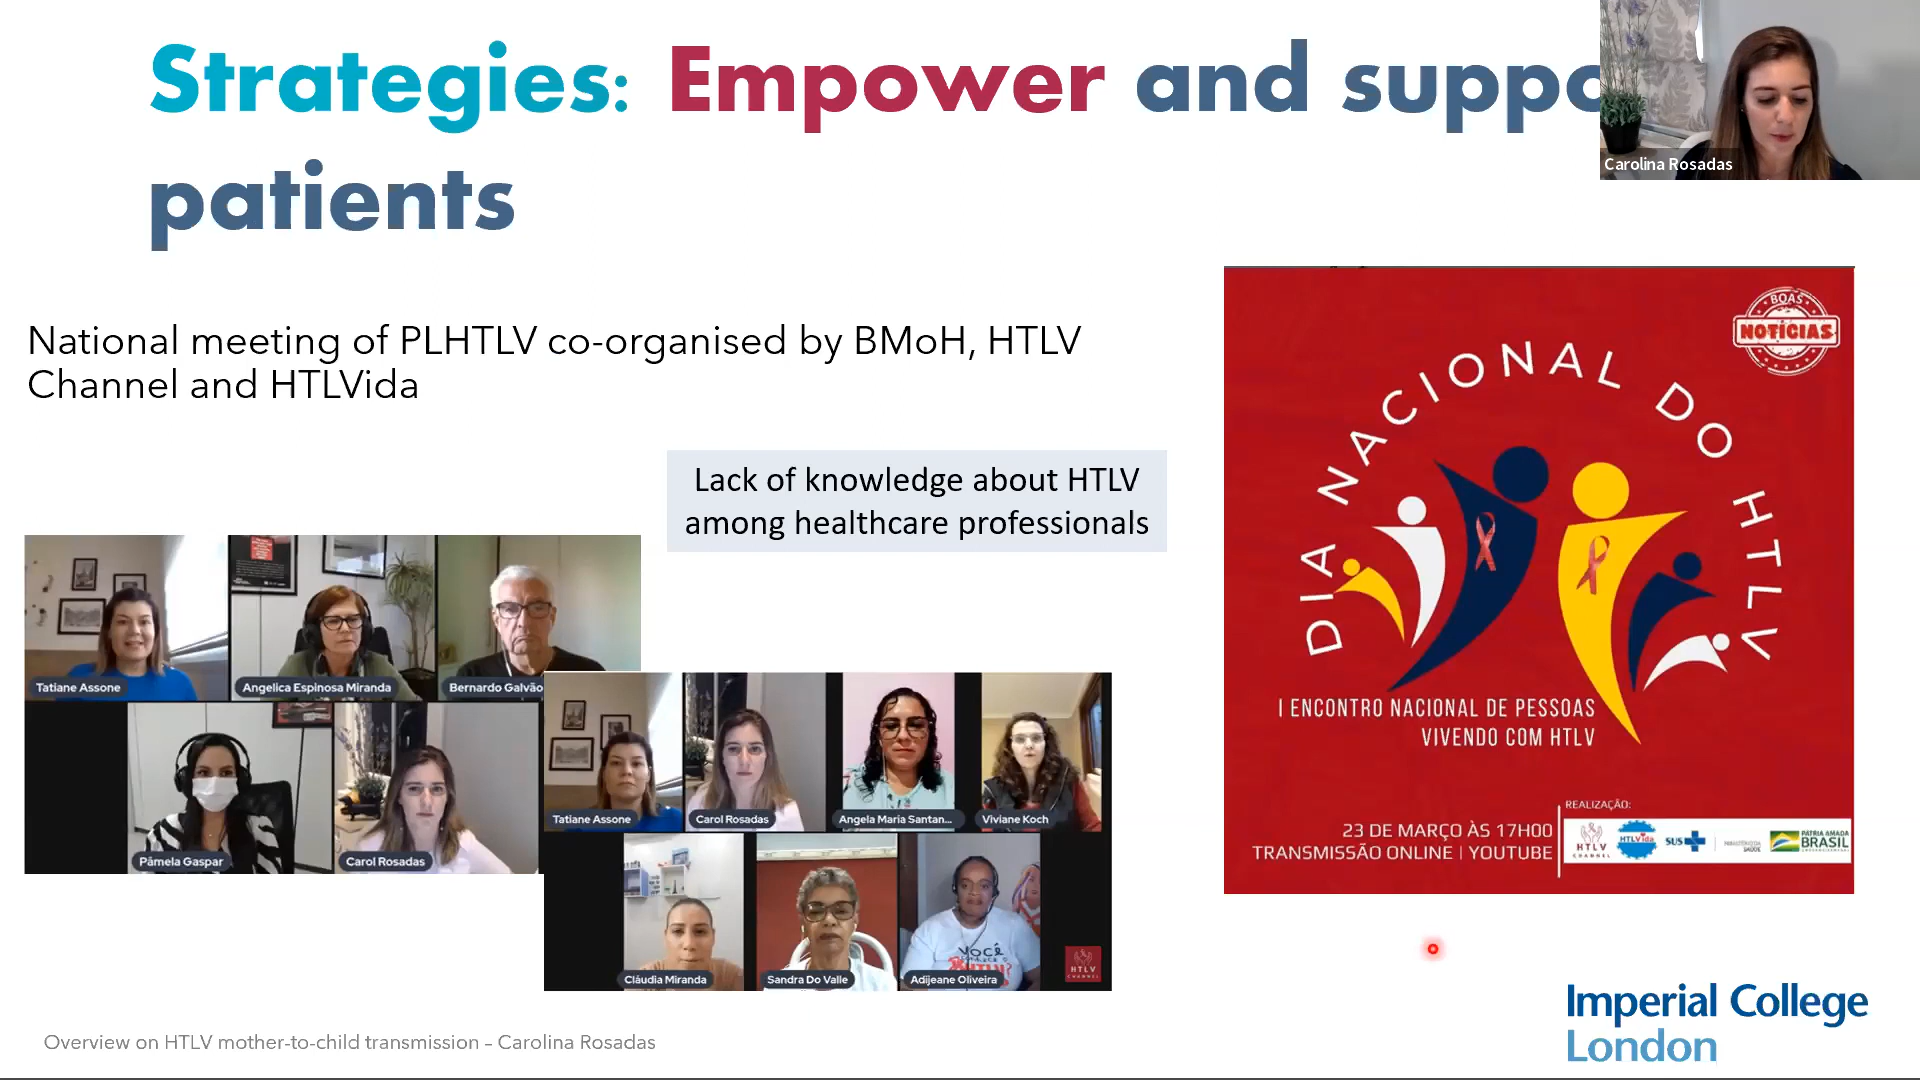 Strategies: Empower and suppo
patients
Carolina Rosadas
National meeting of PLHTLV co-organised by BMoH, HTLV
Channel and HTLVida
Lack of knowledge about HTLV
among healthcare professionals
Tatiane Assone
Angelica Espinosa Miranda
Bernardo Galvão
Pâmela Gaspar
Carol Rosadas
Tatiane Assone
Carol Rosadas
Angela Maria Santan...
Viviane Koch
Cláudia Miranda
Sandra Do Valle
Adijeane Oliveira
VOCÊ
HTLV
CHANNEL
BOAS
NOTÍCIAS
DIA NACIONAL DO HTLV
I ENCONTRO NACIONAL DE PESSOAS
VIVENDO COM HTLV
REALIZAÇÃO:
23 DE MARÇO ÀS 17H00
TRANSMISSÃO ONLINE | YOUTUBE
HTLV
CHANNEL
HTLVida
SUS
MINISTÉRIO DA
SAÚDE
PÁTRIA AMADA
BRASIL
Imperial College
London
Overview on HTLV mother-to-child transmission – Carolina Rosadas